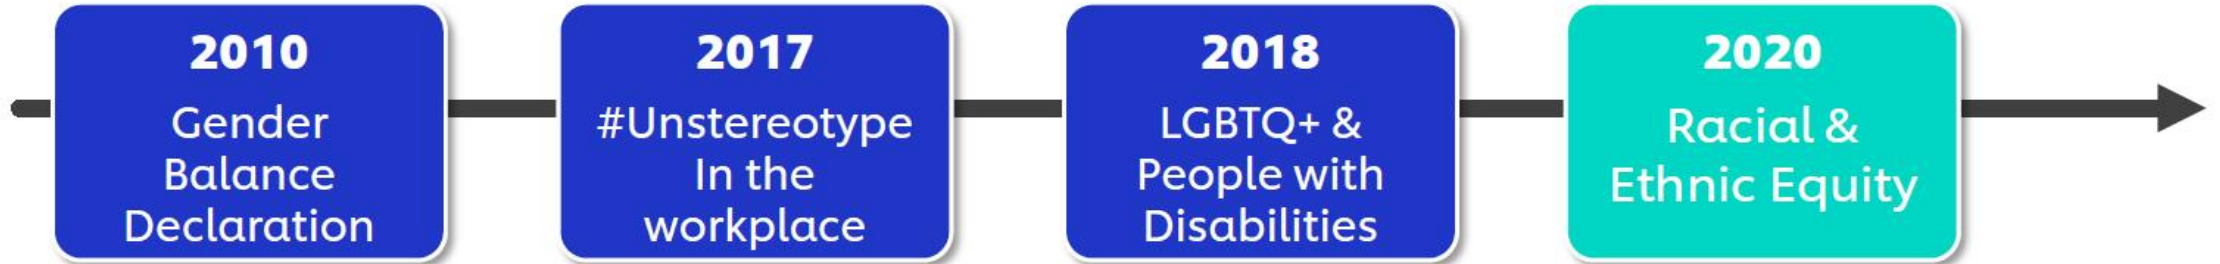 2010
Gender
Balance
Declaration
2017
#Unstereotype
In the
workplace
2018
LGBTQ+ &
People with
Disabilities
2020
Racial &
Ethnic Equity